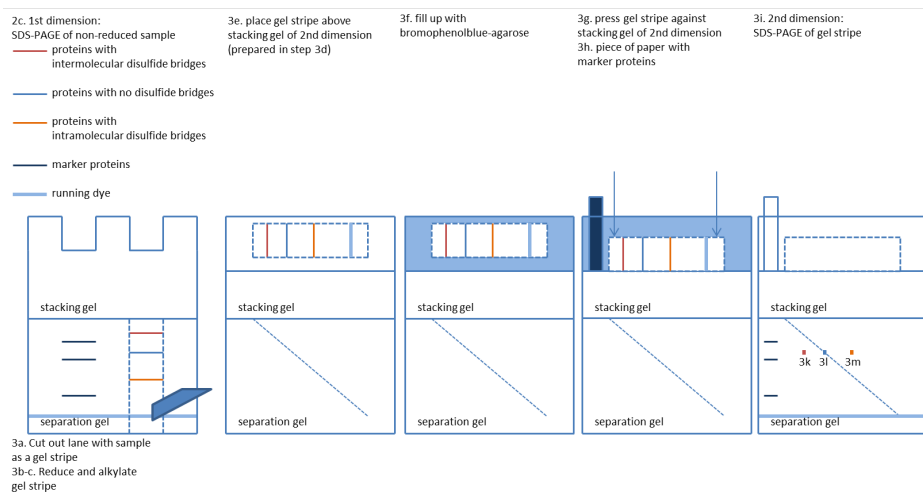 2c. 1st dimension:
SDS-PAGE of non-reduced sample
proteins with
intermolecular disulfide bridges
proteins with no disulfide bridges
proteins with
intramolecular disulfide bridges
marker proteins
running dye
stacking gel
separation gel
3a. Cut out lane with sample
as a gel stripe
3b-c. Reduce and alkylate
gel stripe
3e. place gel stripe above
stacking gel of 2nd dimension
(prepared in step 3d)
stacking gel
separation gel
3f. fill up with
bromophenolblue-agarose
stacking gel
separation gel
3g. press gel stripe against
stacking gel of 2nd dimension
3h. piece of paper with
marker proteins
stacking gel
separation gel
3i. 2nd dimension:
SDS-PAGE of gel stripe
stacking gel
3k 3l 3m
separation gel